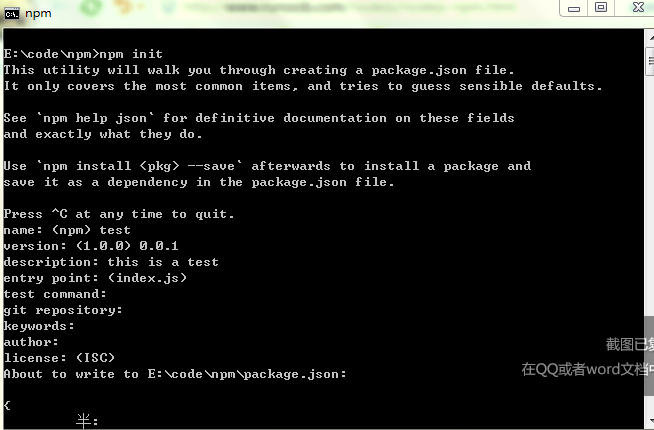 npm
E:\code\npm>npm init
This utility will walk you through creating a package.json file.
It only covers the most common items, and tries to guess sensible defaults.
See `npm help json` for definitive documentation on these fields
and exactly what they do.
Use `npm install <pkg> --save` afterwards to install a package and
save it as a dependency in the package.json file.
Press ^C at any time to quit.
name: (npm) test
version: (1.0.0) 0.0.1
description: this is a test
entry point: (index.js)
test command:
git repository:
keywords:
author:
license: (ISC)
About to write to E:\code\npm\package.json:
{
半:
截图已复
在QQ或者word文档中